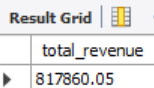 Result Grid
total_revenue
817860.05